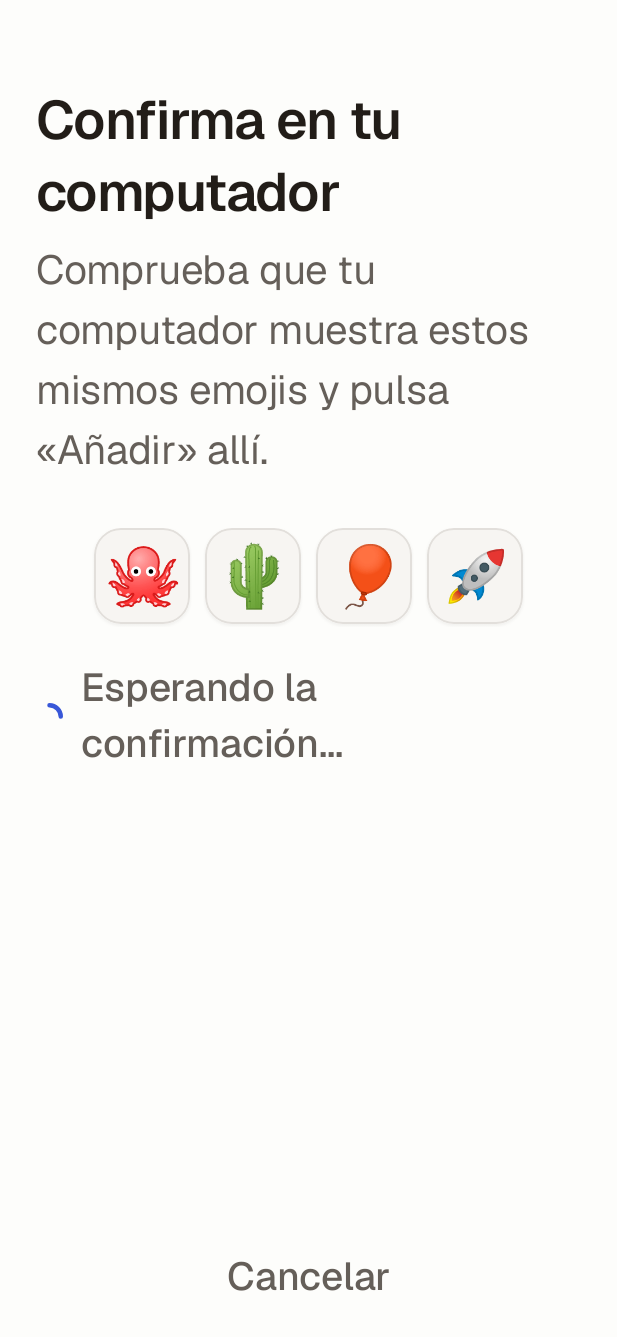 Confirma en tu
computador
Comprueba que tu
computador muestra estos
mismos emojis y pulsa
«Añadir» allí.
Esperando la
confirmación…
Cancelar